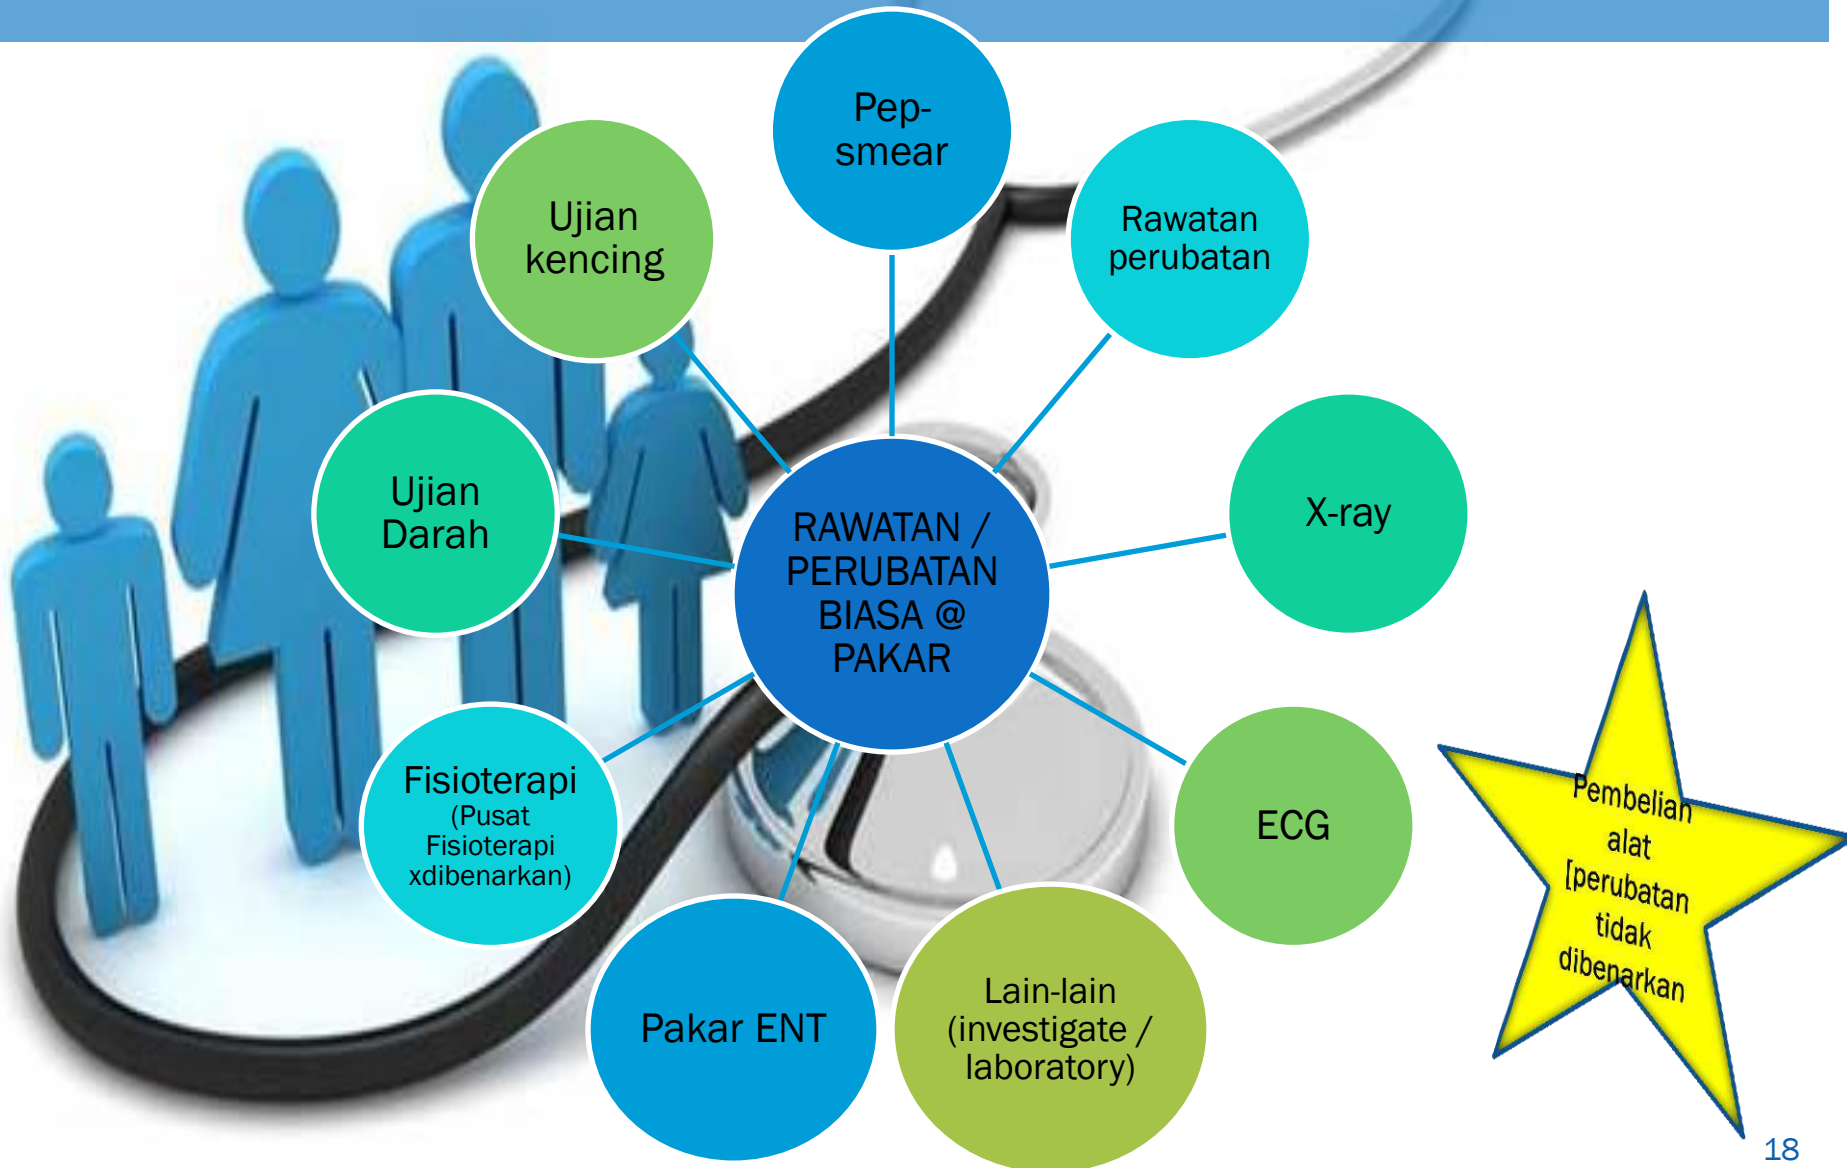 Pep-
smear
Rawatan
perubatan
X-ray
ECG
Lain-lain
(investigate /
laboratory)
Pakar ENT
Fisioterapi
(Pusat
Fisioterapi
xdibenarkan)
Ujian
Darah
Ujian
kencing
RAWATAN /
PERUBATAN
BIASA @
PAKAR
Pembelian
alat
[perubatan
tidak
dibenarkan
18